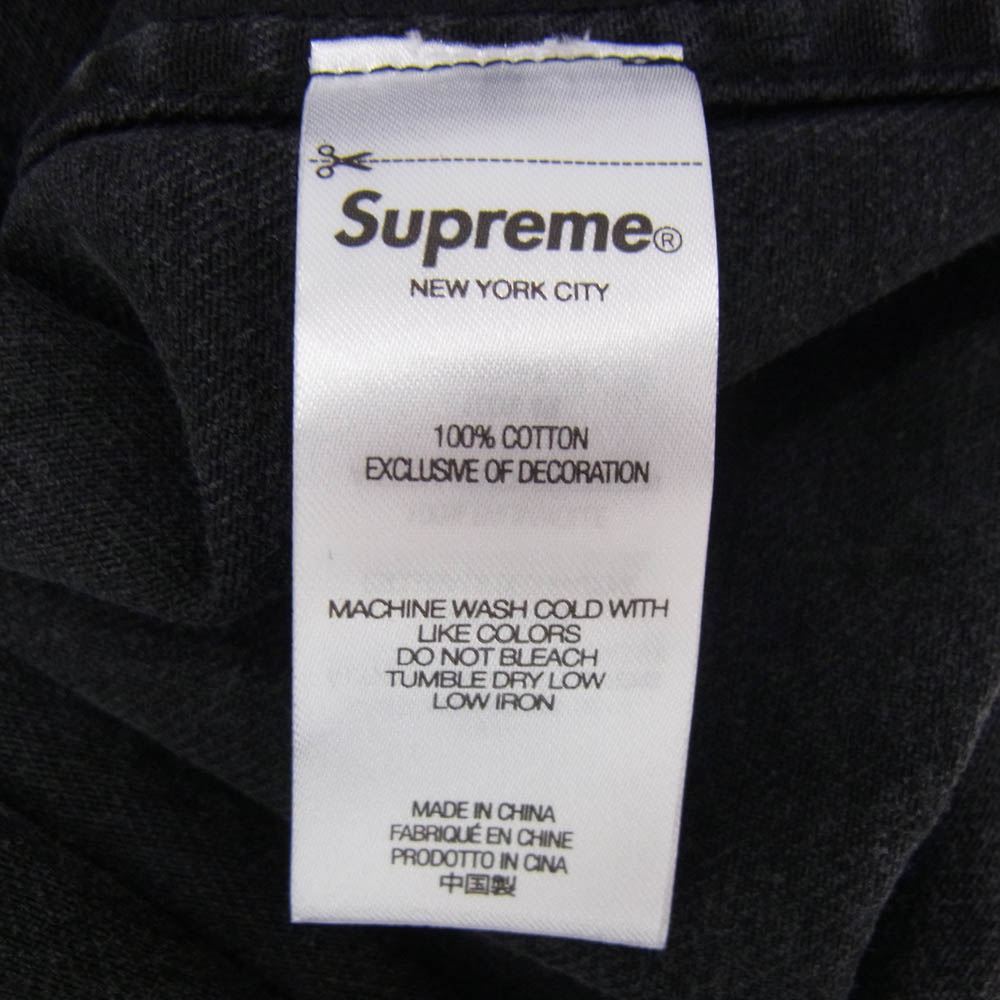 Supreme®
NEW YORK CITY
100% COTTON
EXCLUSIVE OF DECORATION
MACHINE WASH COLD WITH
LIKE COLORS
DO NOT BLEACH
TUMBLE DRY LOW
LOW IRON
MADE IN CHINA
FABRIQUÉ EN CHINE
PRODOTTO IN CINA
中国製